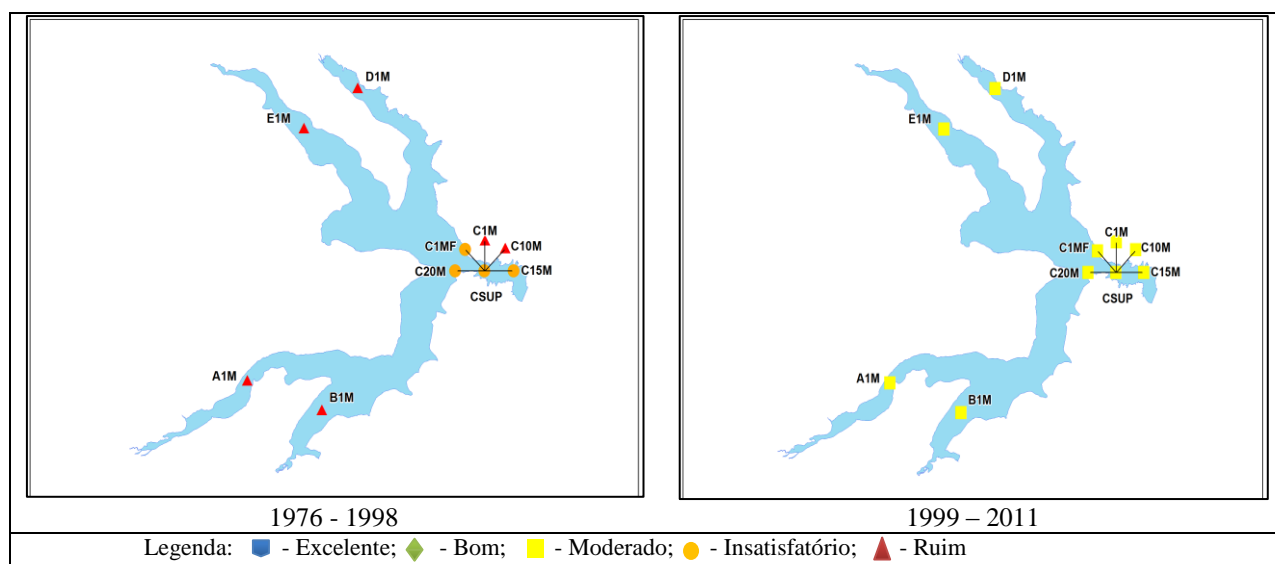 D1M
E1M
C1M
C1MF
C10M
C20M
C15M
CSUP
A1M
B1M
1976 - 1998
D1M
E1M
C1M
C1MF
C10M
C20M
C15M
CSUP
A1M
B1M
1999 – 2011
Legenda: - Excelente; - Bom; - Moderado; - Insatisfatório; - Ruim